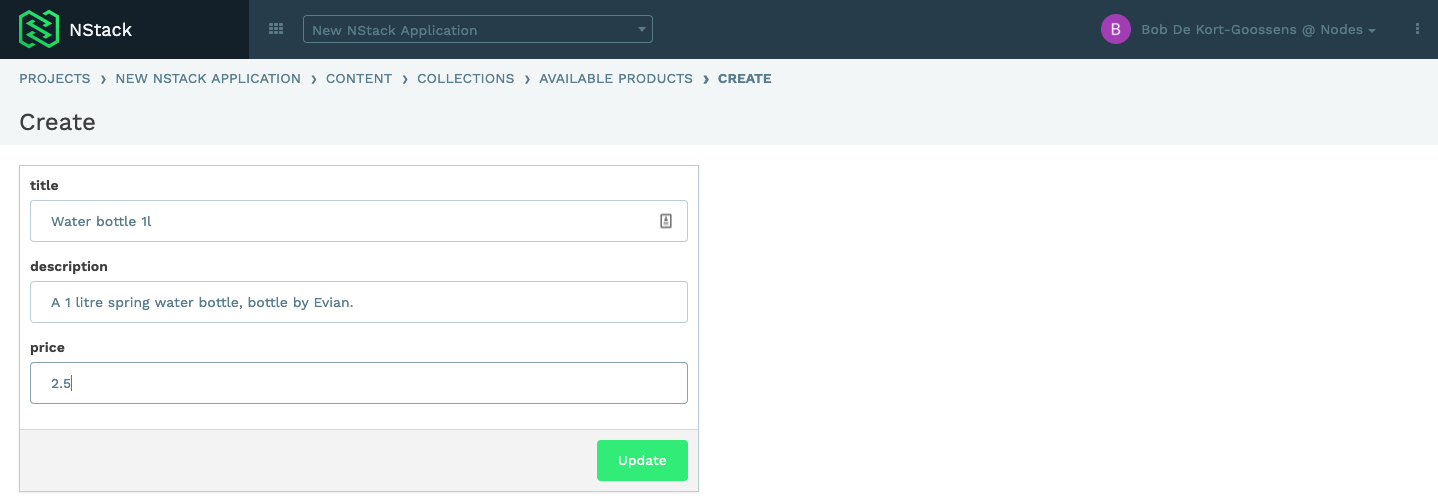 NStack
New NStack Application
B
Bob De Kort-Goossens @ Nodes
PROJECTS › NEW NSTACK APPLICATION › CONTENT › COLLECTIONS › AVAILABLE PRODUCTS › CREATE
Create
title
Water bottle 1l
description
A 1 litre spring water bottle, bottle by Evian.
price
2.5
Update